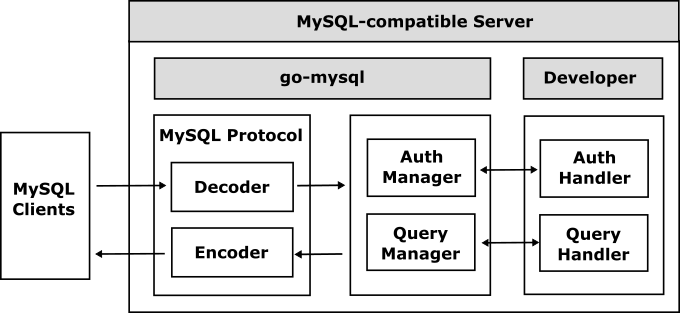 MySQL-compatible Server
go-mysql
Developer
MySQL Protocol
MySQL
Clients
Decoder
Encoder
Auth
Manager
Query
Manager
Auth
Handler
Query
Handler